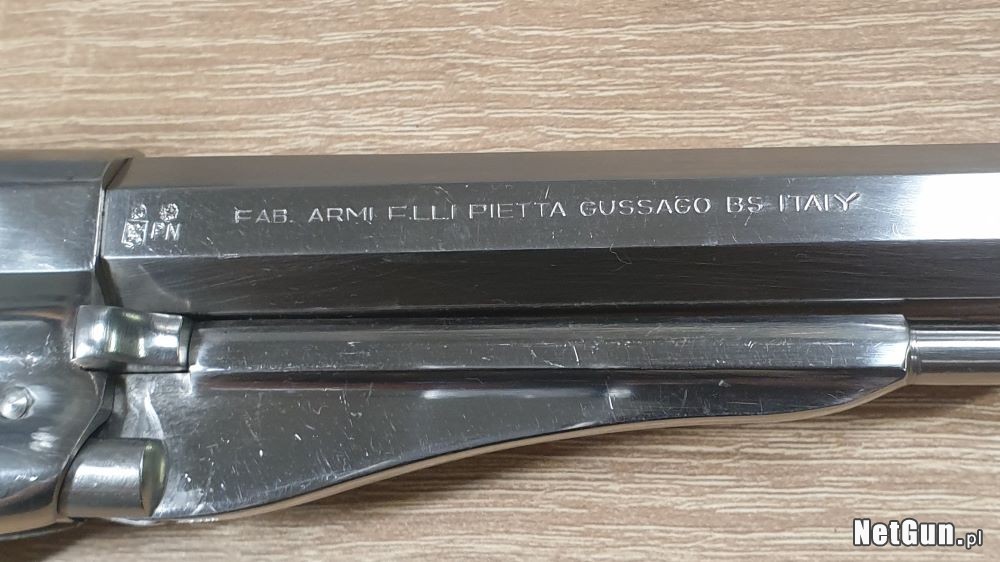 FAB. ARMI F.LLI PIETTA GUSSAGO BS ITALY
PN
NetGun.pl